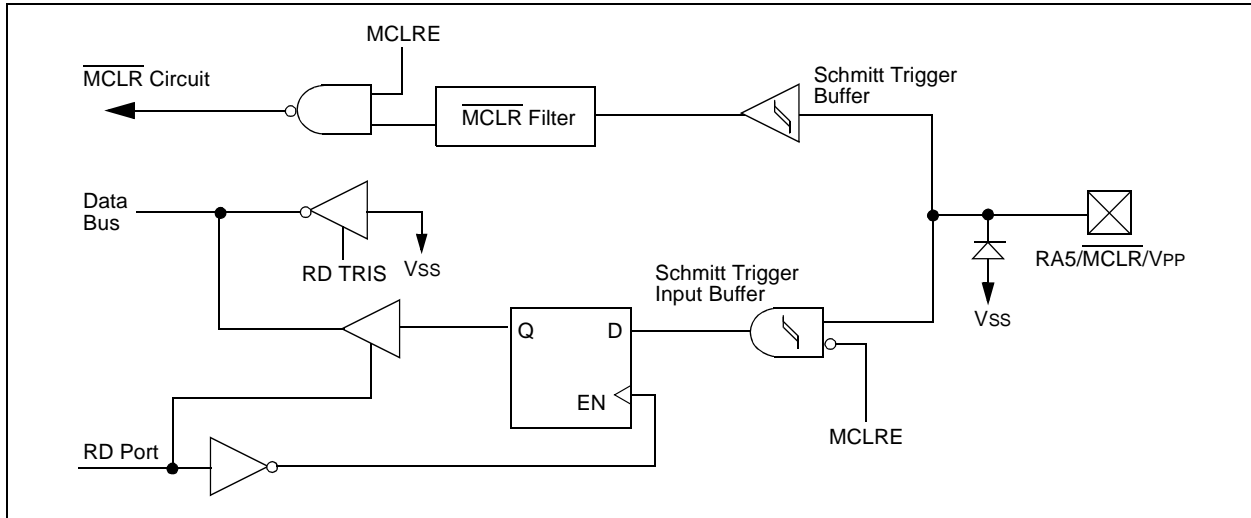 MCLRE
MCLR Circuit
Schmitt Trigger
Buffer
MCLR Filter
Data
Bus
RD TRIS
VSS
RA5/MCLR/VPP
Schmitt Trigger
Input Buffer
VSS
Q
D
EN
MCLRE
RD Port